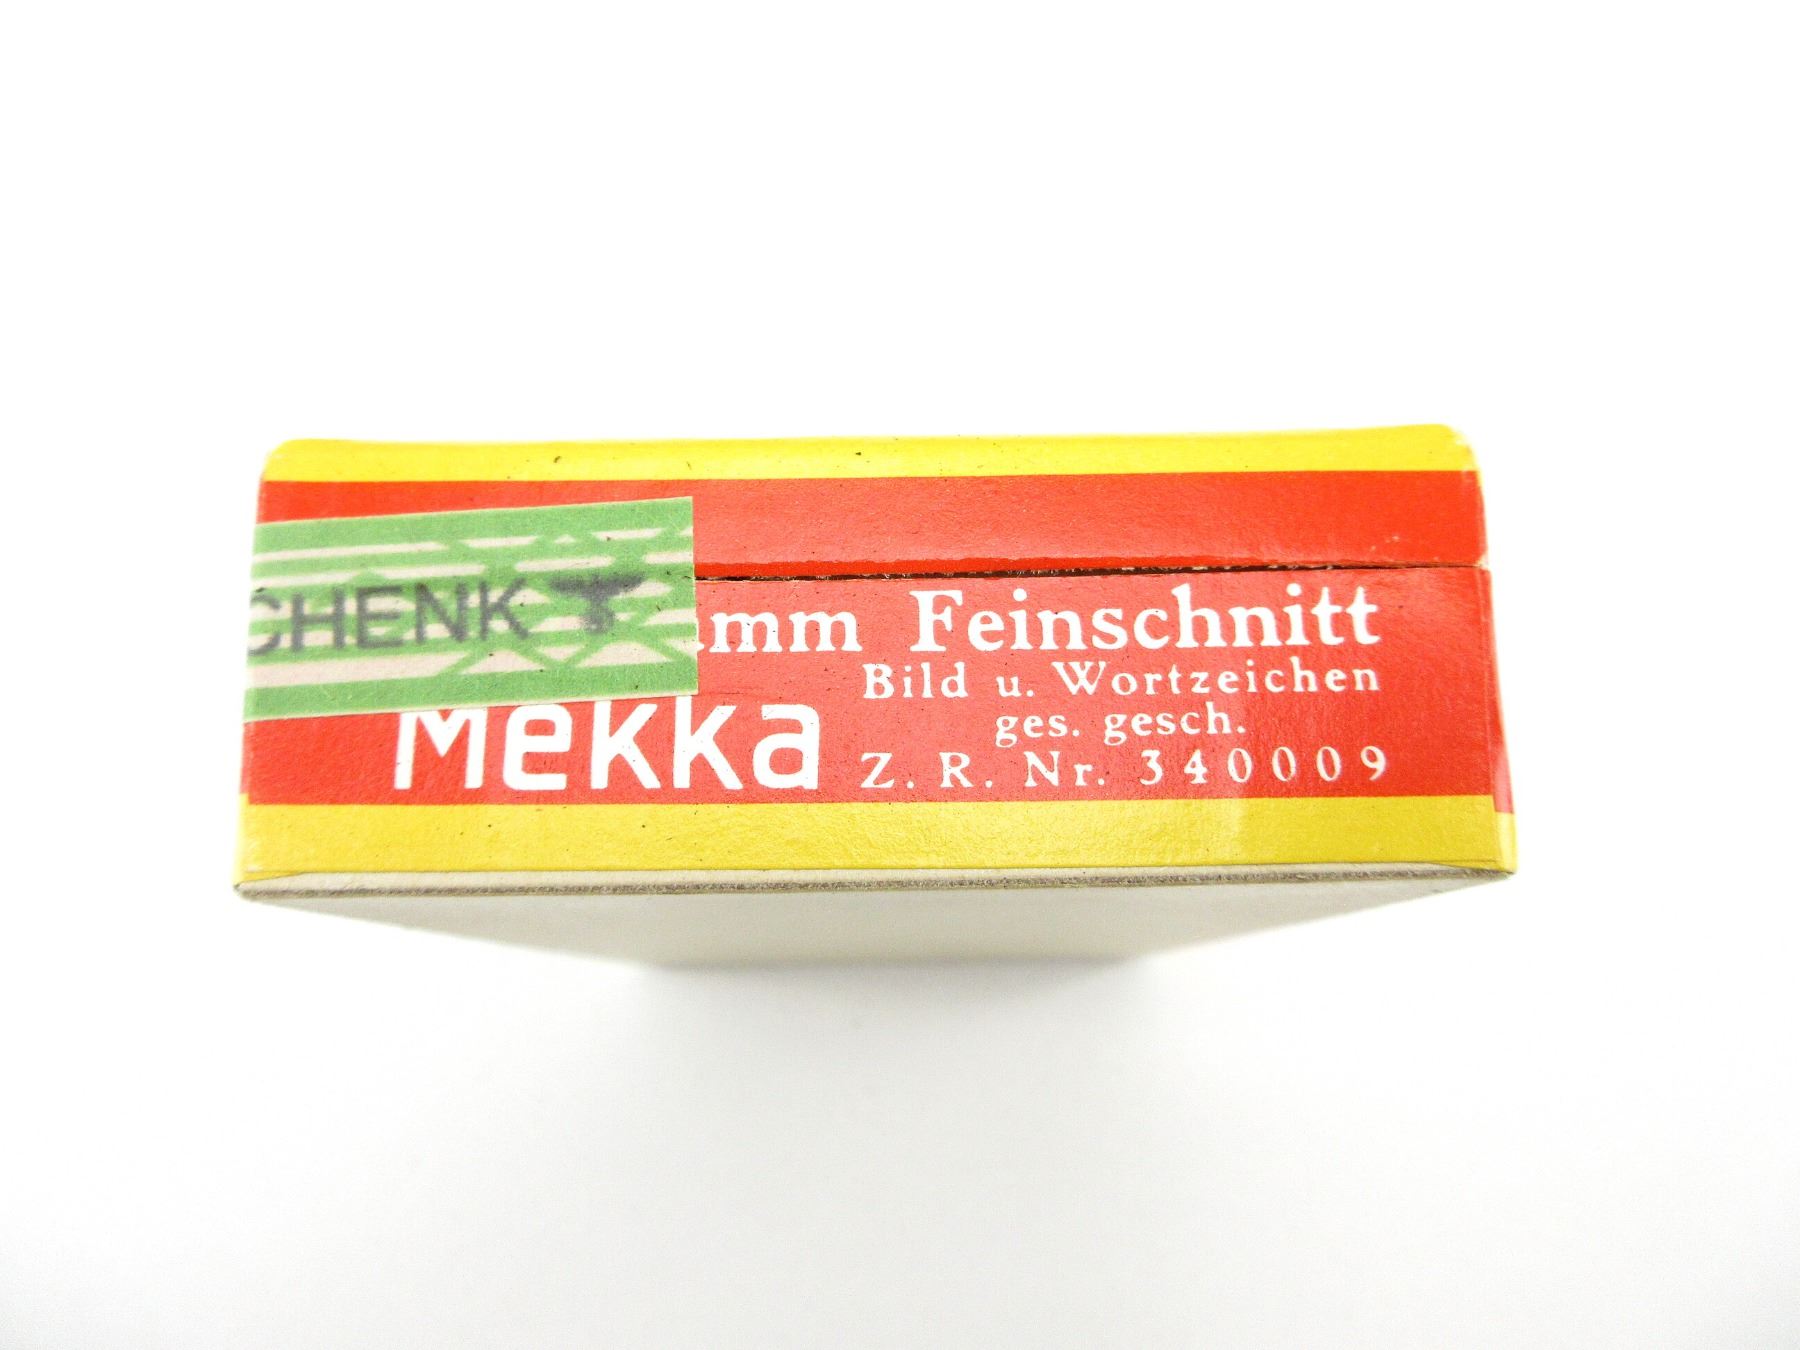 CHENK
mm Feinschnitt
Bild u. Wortzeichen
ges. gesch.
Mekka Z. R. Nr. 340009